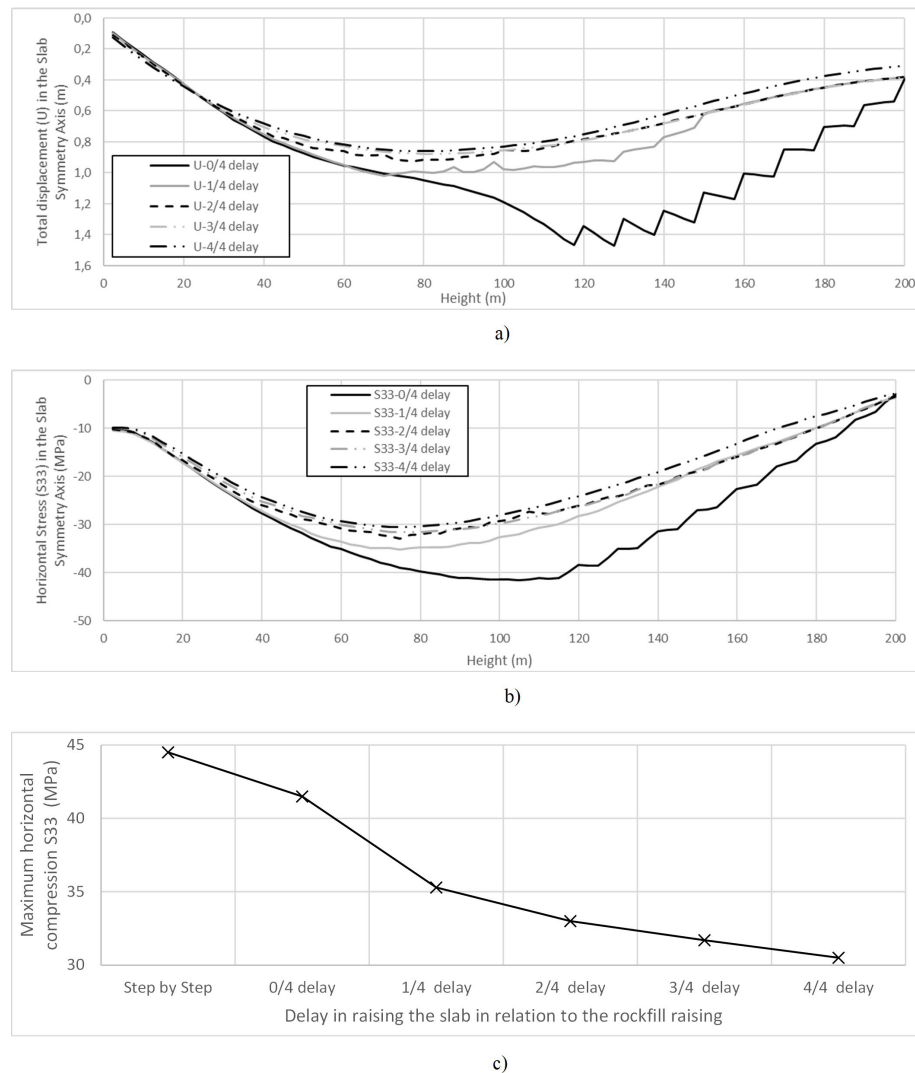 0,0
0,2
0,4
0,6
0,8
1,0
1,2
1,4
1,6
Total displacement (U) in the Slab
Symmetry Axis (m)
U-0/4 delay
U-1/4 delay
U-2/4 delay
U-3/4 delay
U-4/4 delay
0 20 40 60 80 100 120 140 160 180 200
Height (m)
a)
0
-10
-20
-30
-40
-50
Horizontal Stress (S33) in the Slab
Symmetry Axis (MPa)
S33-0/4 delay
S33-1/4 delay
S33-2/4 delay
S33-3/4 delay
S33-4/4 delay
0 20 40 60 80 100 120 140 160 180 200
Height (m)
b)
45
40
35
30
Maximum horizontal
compression S33 (MPa)
Step by Step 0/4 delay 1/4 delay 2/4 delay 3/4 delay 4/4 delay
Delay in raising the slab in relation to the rockfill raising
c)